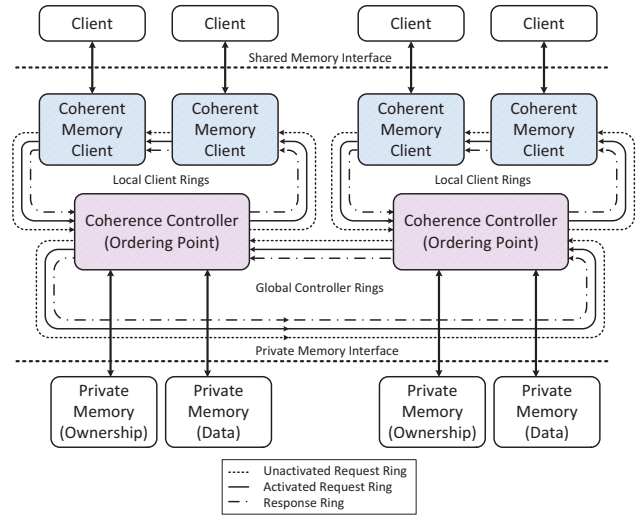 Client
Client
Client
Client
Shared Memory Interface
Coherent
Memory
Client
Coherent
Memory
Client
Coherent
Memory
Client
Coherent
Memory
Client
Local Client Rings
Local Client Rings
Coherence Controller
(Ordering Point)
Coherence Controller
(Ordering Point)
Global Controller Rings
Private Memory Interface
Private
Memory
(Ownership)
Private
Memory
(Data)
Private
Memory
(Ownership)
Private
Memory
(Data)
Unactivated Request Ring
Activated Request Ring
Response Ring